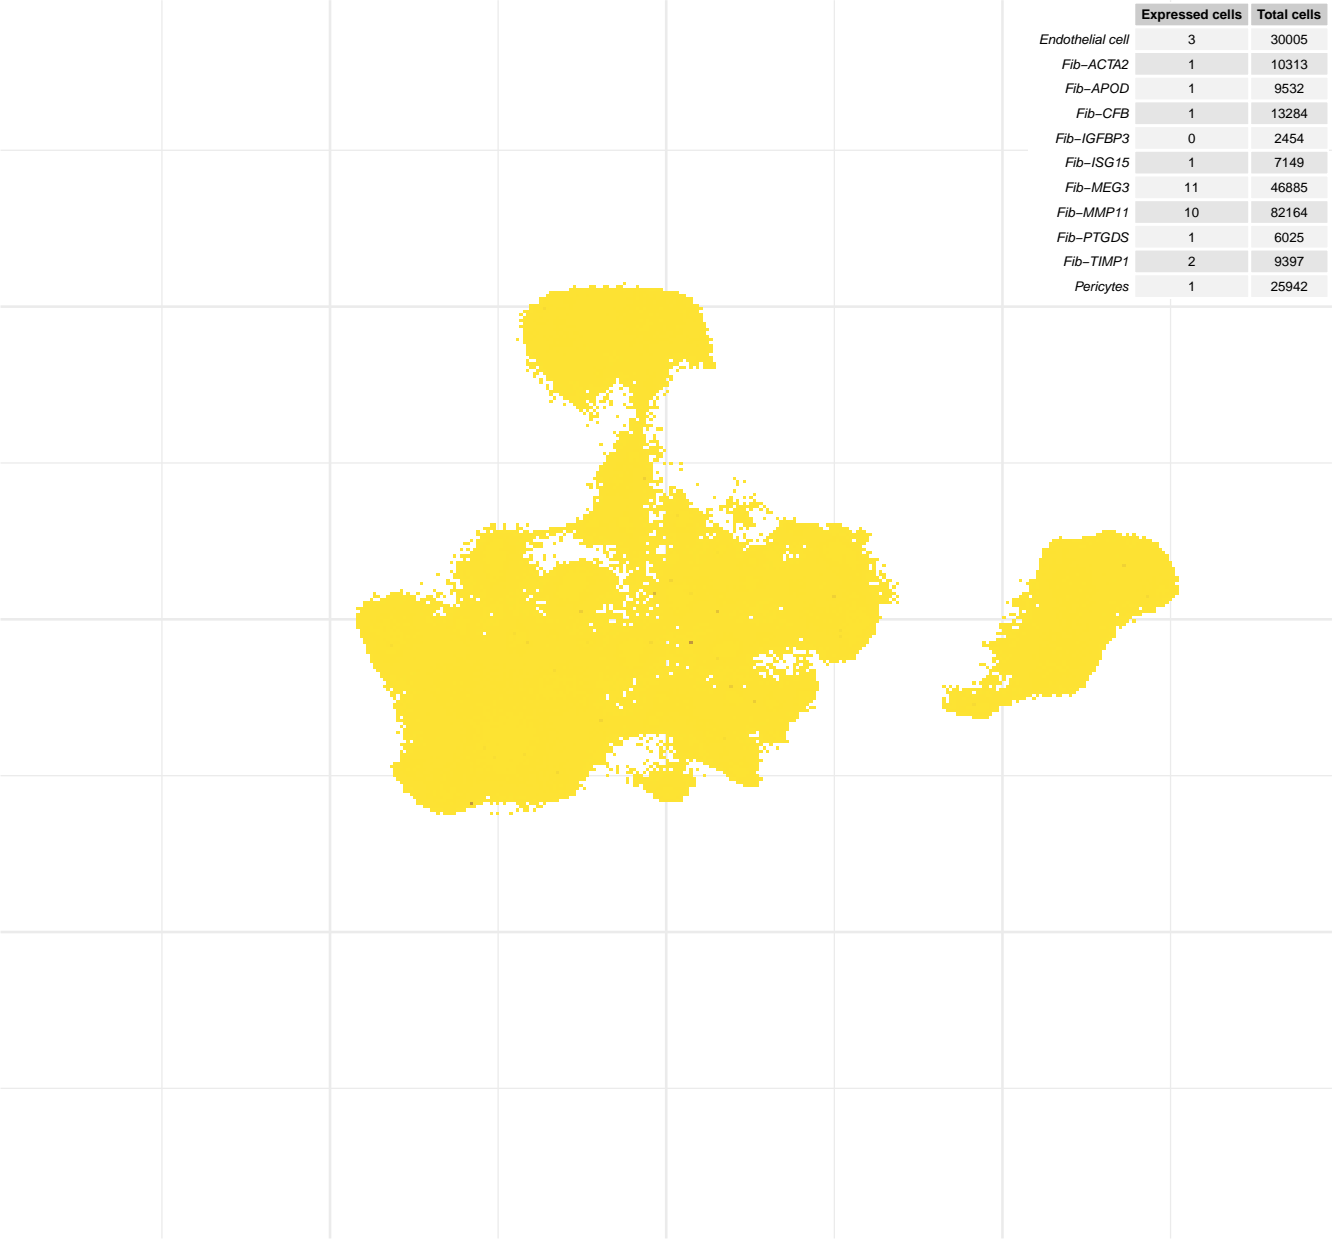 Expressed cells Total cells
Endothelial cell 3 30005
Fib−ACTA2 1 10313
Fib−APOD 1 9532
Fib−CFB 1 13284
Fib−IGFBP3 0 2454
Fib−ISG15 1 7149
Fib−MEG3 11 46885
Fib−MMP11 10 82164
Fib−PTGDS 1 6025
Fib−TIMP1 2 9397
Pericytes 1 25942